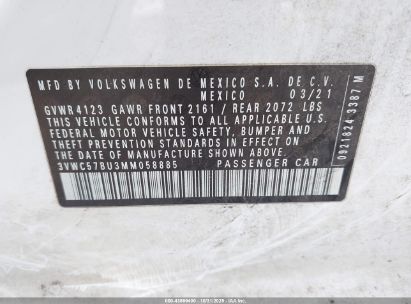 MFD BY VOLKSWAGEN DE MEXICO S.A. DE C.V.
MEXICO 03/21
GVWR 4123 GAWR FRONT 2161 / REAR 2072 LBS
THIS VEHICLE CONFORMS TO ALL APPLICABLE U.S.
FEDERAL MOTOR VEHICLE SAFETY, BUMPER AND
THEFT PREVENTION STANDARDS IN EFFECT ON
THE DATE OF MANUFACTURE SHOWN ABOVE.
3VWC57BU3MM058885 PASSENGER CAR
0921824 3387 M